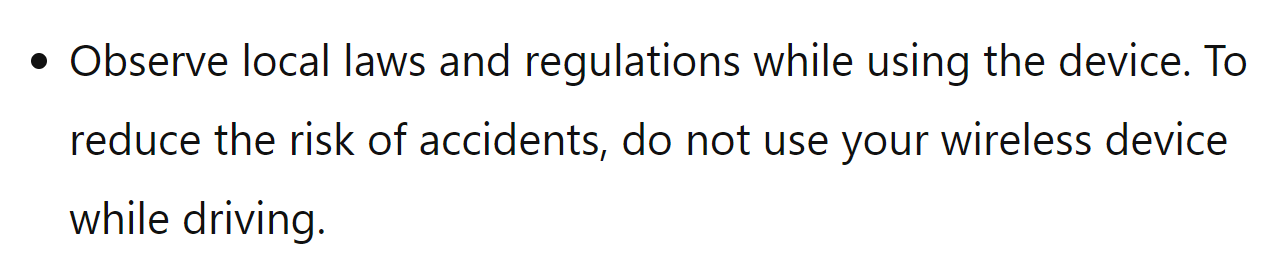 • Observe local laws and regulations while using the device. To
reduce the risk of accidents, do not use your wireless device
while driving.